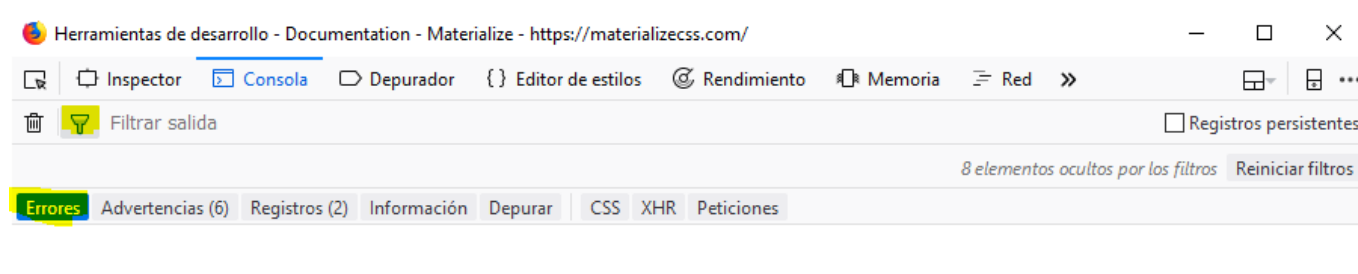 Herramientas de desarrollo - Documentation - Materialize - https://materializecss.com/
Inspector Consola Depurador { } Editor de estilos Rendimiento Memoria Red
Filtrar salida Registros persistentes
8 elementos ocultos por los filtros Reiniciar filtros
Errores Advertencias (6) Registros (2) Información Depurar CSS XHR Peticiones